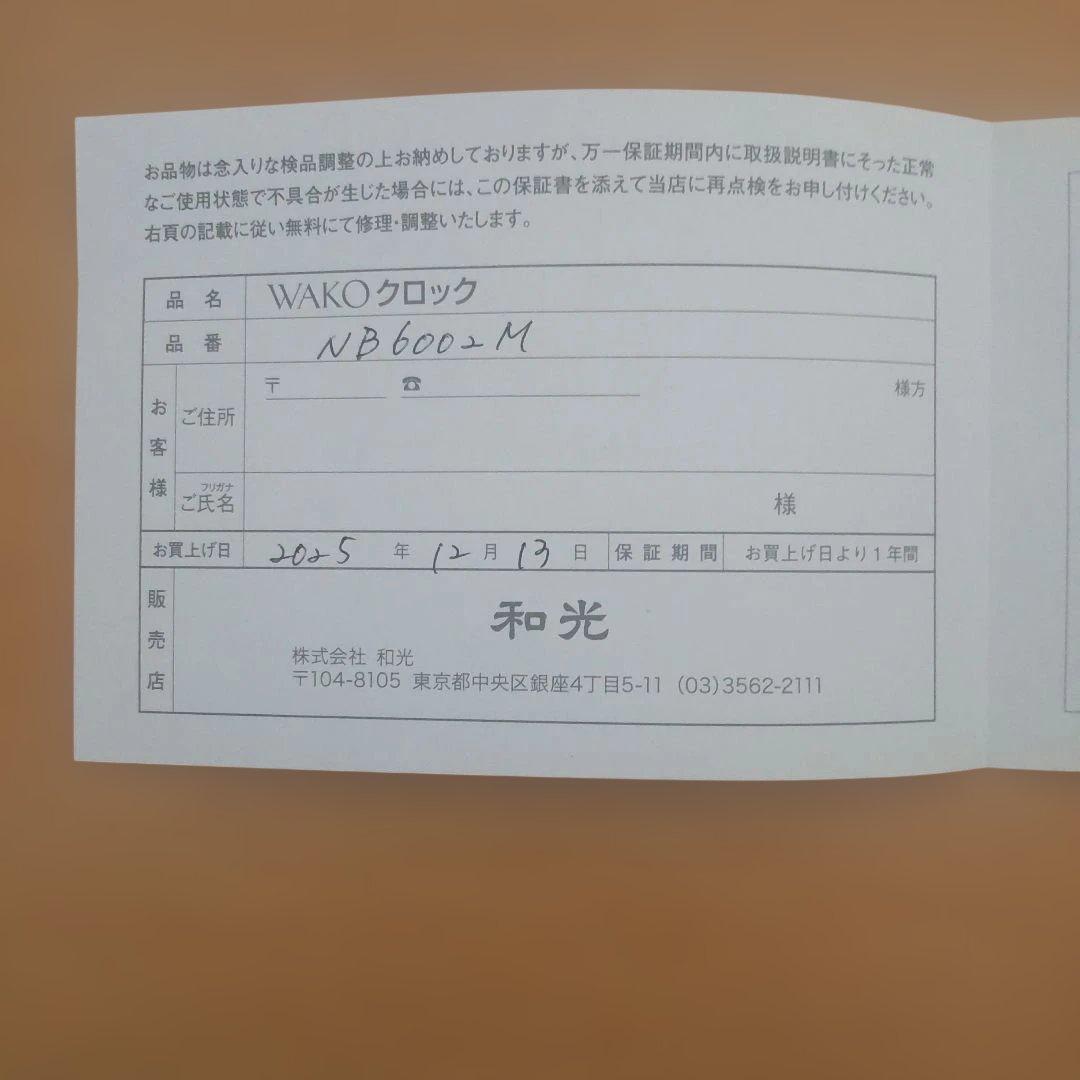 お品物は念入りな検品調整の上お納めしておりますが、万一保証期間内に取扱説明書にそった正常
なご使用状態で不具合が生じた場合には、この保証書を添えて当店に再点検をお申し付けください。
右頁の記載に従い無料にて修理・調整いたします。
品名 WAKOクロック
品番 NB6002M
お客様
ご住所 〒 ☎ 様方
フリガナ
ご氏名 様
お買上げ日 2025年12月13日 保証期間 お買上げ日より1年間
販売店
和光
株式会社 和光
〒104-8105 東京都中央区銀座4丁目5-11 (03)3562-2111